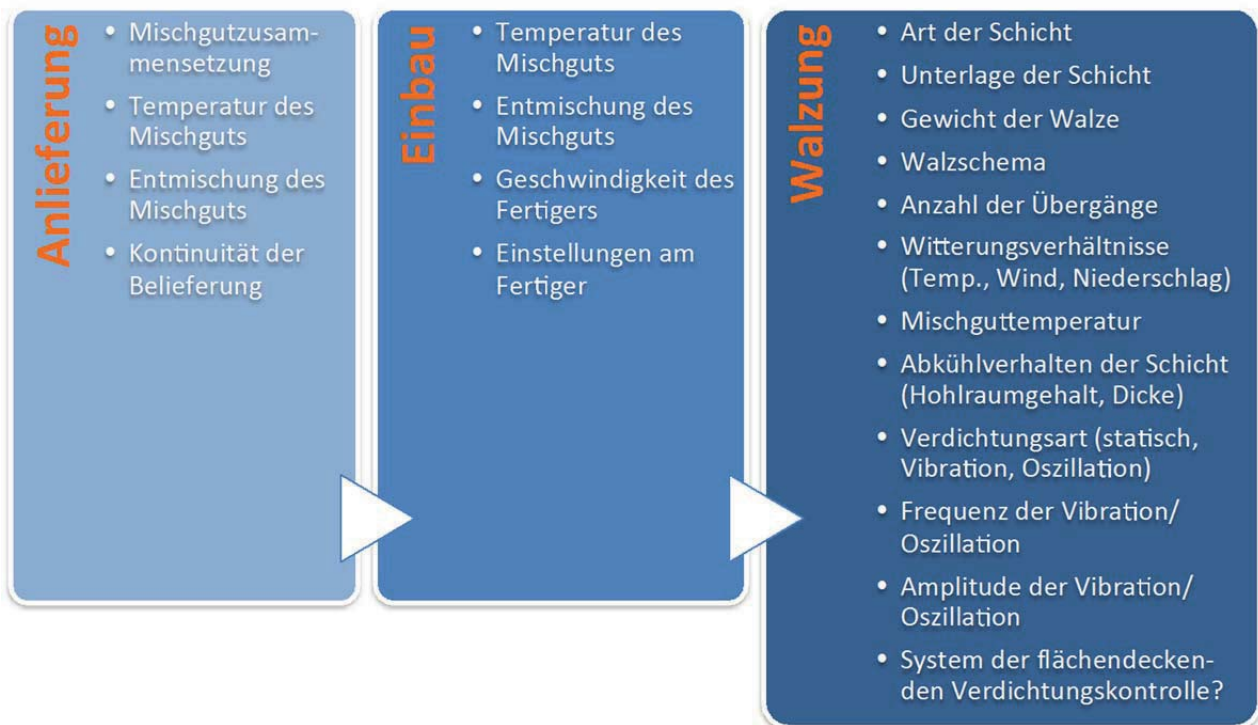 Anlieferung
• Mischgutzusam-
mensetzung
• Temperatur des
Mischguts
• Entmischung des
Mischguts
• Kontinuität der
Belieferung
Einbau
• Temperatur des
Mischguts
• Entmischung des
Mischguts
• Geschwindigkeit des
Fertigers
• Einstellungen am
Fertiger
Walzung
• Art der Schicht
• Unterlage der Schicht
• Gewicht der Walze
• Walzschema
• Anzahl der Übergänge
• Witterungsverhältnisse
(Temp., Wind, Niederschlag)
• Mischguttemperatur
• Abkühlverhalten der Schicht
(Hohlraumgehalt, Dicke)
• Verdichtungsart (statisch,
Vibration, Oszillation)
• Frequenz der Vibration/
Oszillation
• Amplitude der Vibration/
Oszillation
• System der flächendecken-
den Verdichtungskontrolle?